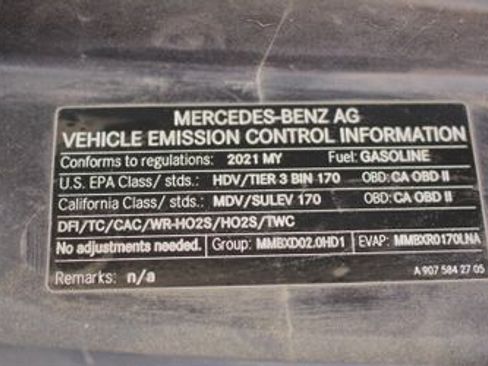 MERCEDES-BENZ AG
VEHICLE EMISSION CONTROL INFORMATION
Conforms to regulations: 2021 MY Fuel: GASOLINE
U.S. EPA Class/ stds.: HDV/TIER 3 BIN 170 OBD: CA OBD II
California Class/ stds.: MDV/SULEV 170 OBD: CA OBD II
DFI/TC/CAC/WR-HO2S/HO2S/TWC
No adjustments needed. Group: MMBXD02.0HD1 EVAP: MMBXR0170LNA
Remarks: n/a A 907 584 27 05